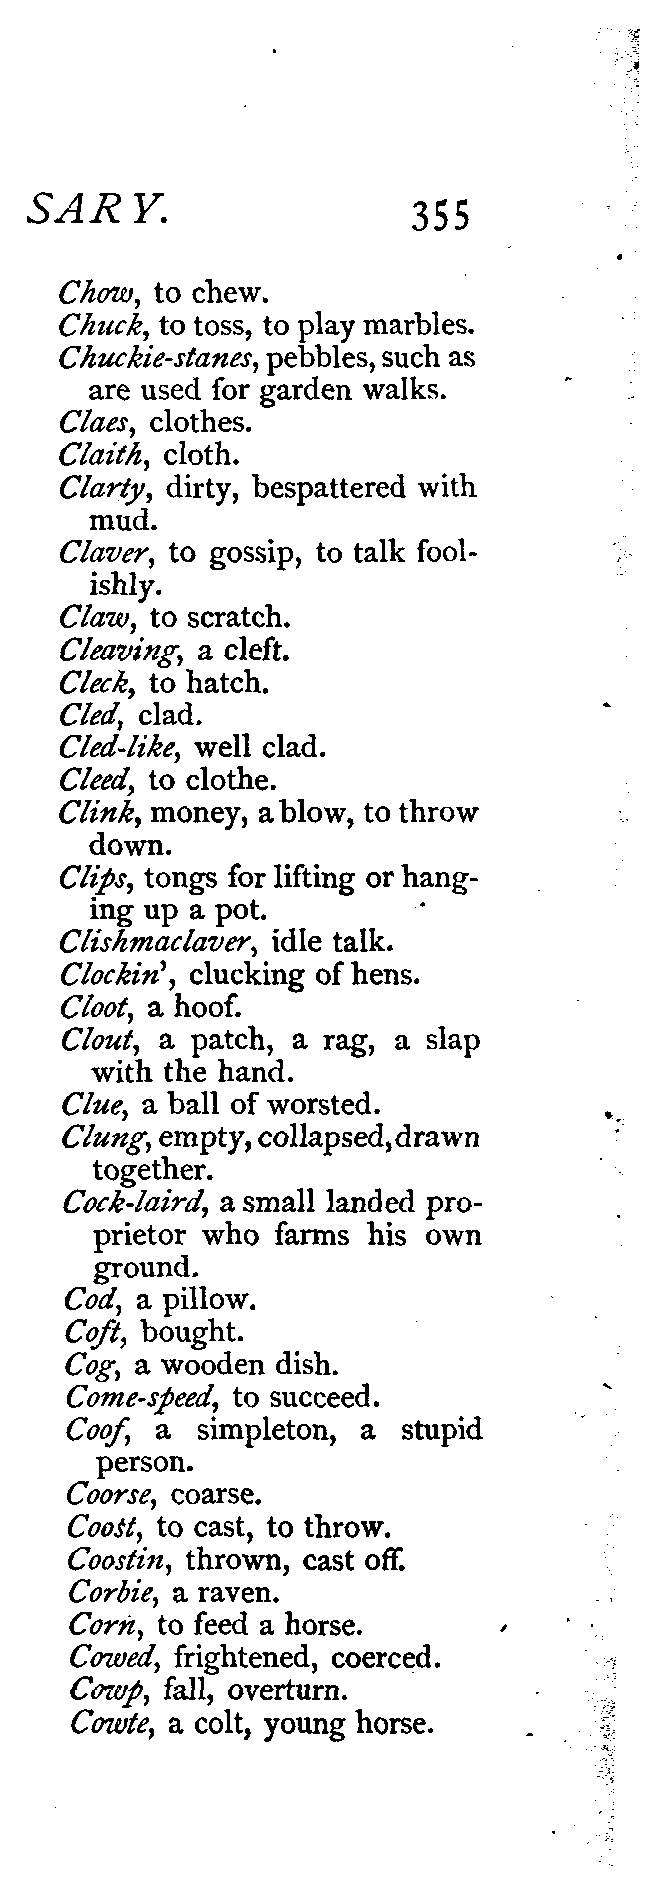 SARY. 355
Chow, to chew.
Chuck, to toss, to play marbles.
Chuckie-stanes, pebbles, such as
are used for garden walks.
Claes, clothes.
Claith, cloth.
Clarty, dirty, bespattered with
mud.
Claver, to gossip, to talk fool-
ishly.
Claw, to scratch.
Cleaving, a cleft.
Cleck, to hatch.
Cled, clad.
Cled-like, well clad.
Cleed, to clothe.
Clink, money, a blow, to throw
down.
Clips, tongs for lifting or hang-
ing up a pot.
Clishmaclaver, idle talk.
Clockin', clucking of hens.
Cloot, a hoof.
Clout, a patch, a rag, a slap
with the hand.
Clue, a ball of worsted.
Clung, empty, collapsed, drawn
together.
Cock-laird, a small landed pro-
prietor who farms his own
ground.
Cod, a pillow.
Coft, bought.
Cog, a wooden dish.
Come-speed, to succeed.
Coof, a simpleton, a stupid
person.
Coorse, coarse.
Coost, to cast, to throw.
Coostin, thrown, cast off.
Corbie, a raven.
Corn, to feed a horse.
Cowed, frightened, coerced.
Cowp, fall, overturn.
Cowte, a colt, young horse.